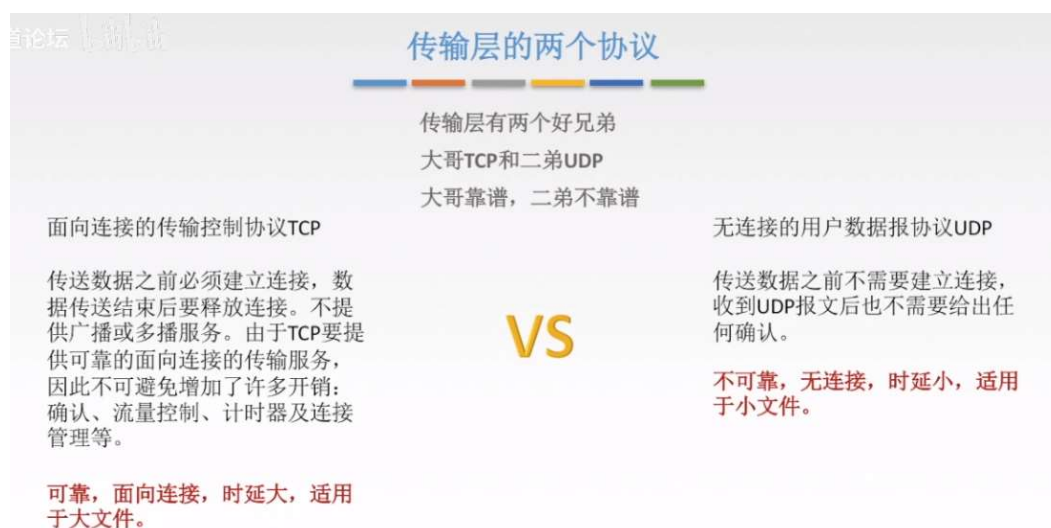 道论坛
传输层的两个协议
传输层有两个好兄弟
大哥TCP和二弟UDP
大哥靠谱，二弟不靠谱
面向连接的传输控制协议TCP
传送数据之前必须建立连接，数
据传送结束后要释放连接。不提
供广播或多播服务。由于TCP要提
供可靠的面向连接的传输服务，
因此不可避免增加了许多开销：
确认、流量控制、计时器及连接
管理等。
可靠，面向连接，时延大，适用
于大文件。
VS
无连接的用户数据报协议UDP
传送数据之前不需要建立连接，
收到UDP报文后也不需要给出任
何确认。
不可靠，无连接，时延小，适用
于小文件。